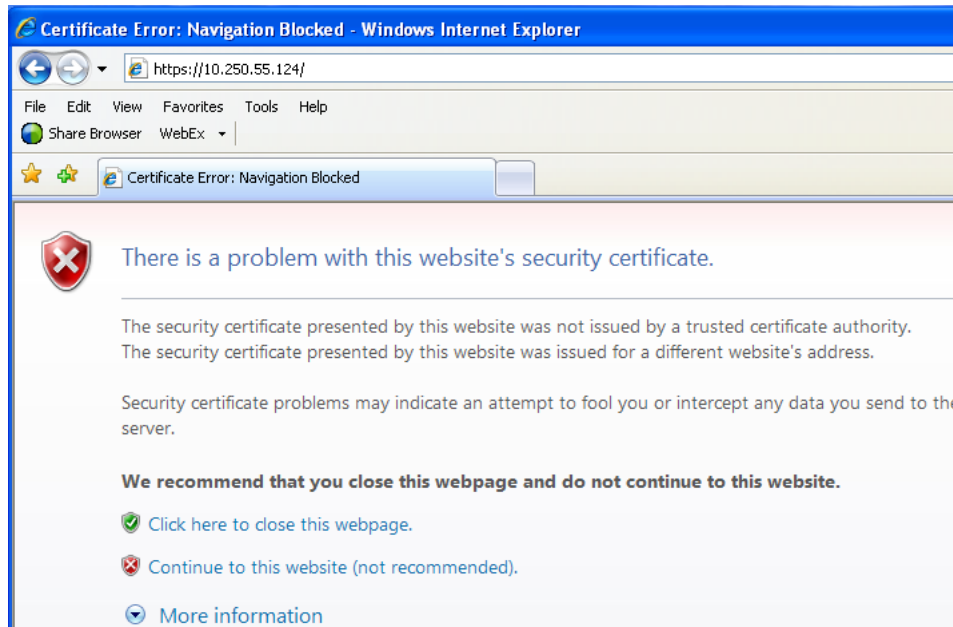 Certificate Error: Navigation Blocked - Windows Internet Explorer
https://10.250.55.124/
File Edit View Favorites Tools Help
Share Browser WebEx
Certificate Error: Navigation Blocked
There is a problem with this website's security certificate.
The security certificate presented by this website was not issued by a trusted certificate authority.
The security certificate presented by this website was issued for a different website's address.
Security certificate problems may indicate an attempt to fool you or intercept any data you send to the
server.
We recommend that you close this webpage and do not continue to this website.
Click here to close this webpage.
Continue to this website (not recommended).
More information